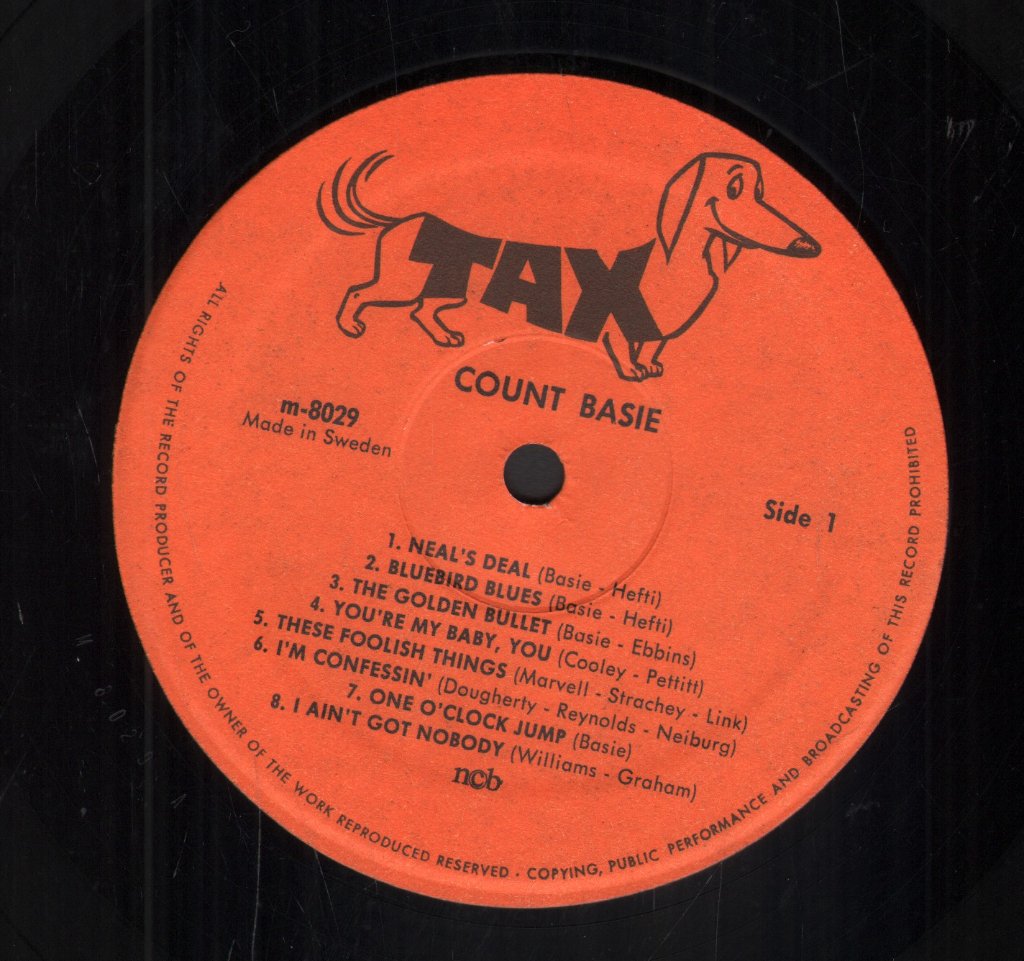 TAX
COUNT BASIE
m-8029
Made in Sweden
Side 1
1. NEAL'S DEAL (Basie - Hefti)
2. BLUEBIRD BLUES (Basie - Hefti)
3. THE GOLDEN BULLET (Basie - Ebbins)
4. YOU'RE MY BABY, YOU (Cooley - Pettitt)
5. THESE FOOLISH THINGS (Marvell - Strachey - Link)
6. I'M CONFESSIN' (Dougherty - Reynolds - Neiburg)
7. ONE O'CLOCK JUMP (Basie)
8. I AIN'T GOT NOBODY (Williams - Graham)
ncb
ALL RIGHTS OF THE RECORD PRODUCER AND OF THE OWNER OF THE WORK REPRODUCED RESERVED · COPYING, PUBLIC PERFORMANCE AND BROADCASTING OF THIS RECORD PROHIBITED